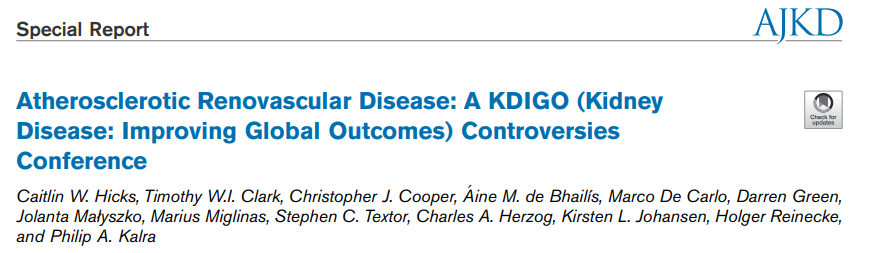 Special Report
AJKD
Atherosclerotic Renovascular Disease: A KDIGO (Kidney
Disease: Improving Global Outcomes) Controversies
Conference
Check for
updates
Caitlin W. Hicks, Timothy W.I. Clark, Christopher J. Cooper, Áine M. de Bhailís, Marco De Carlo, Darren Green,
Jolanta Małyszko, Marius Miglinas, Stephen C. Textor, Charles A. Herzog, Kirsten L. Johansen, Holger Reinecke,
and Philip A. Kalra